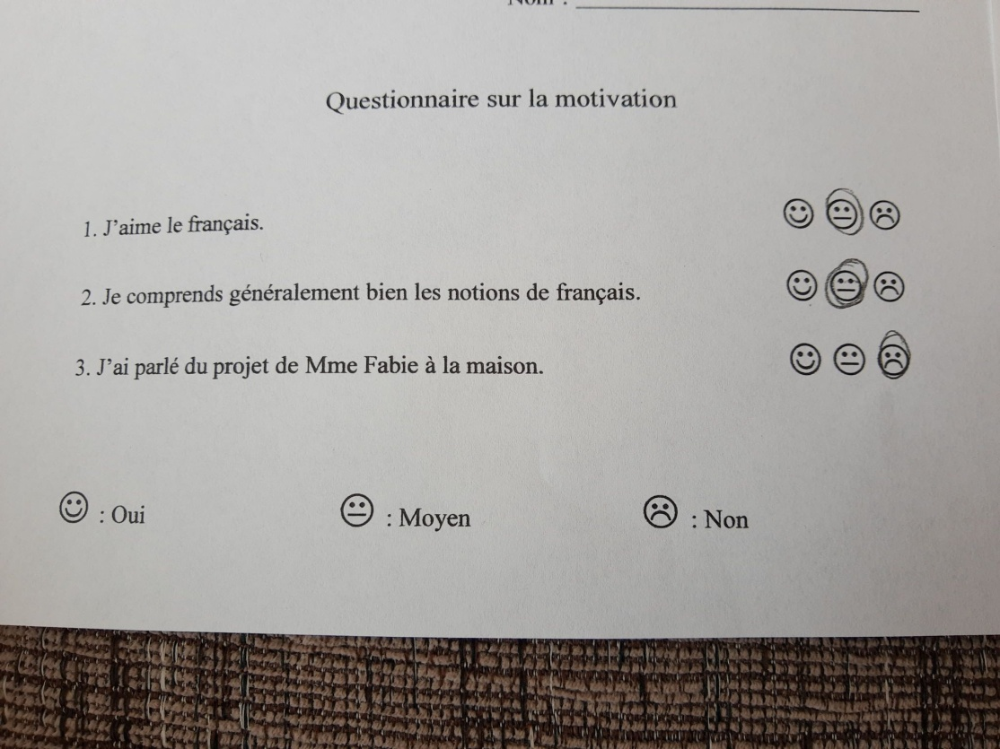 Nom :
Questionnaire sur la motivation
1. J’aime le français.
2. Je comprends généralement bien les notions de français.
3. J’ai parlé du projet de Mme Fabie à la maison.
: Oui : Moyen : Non